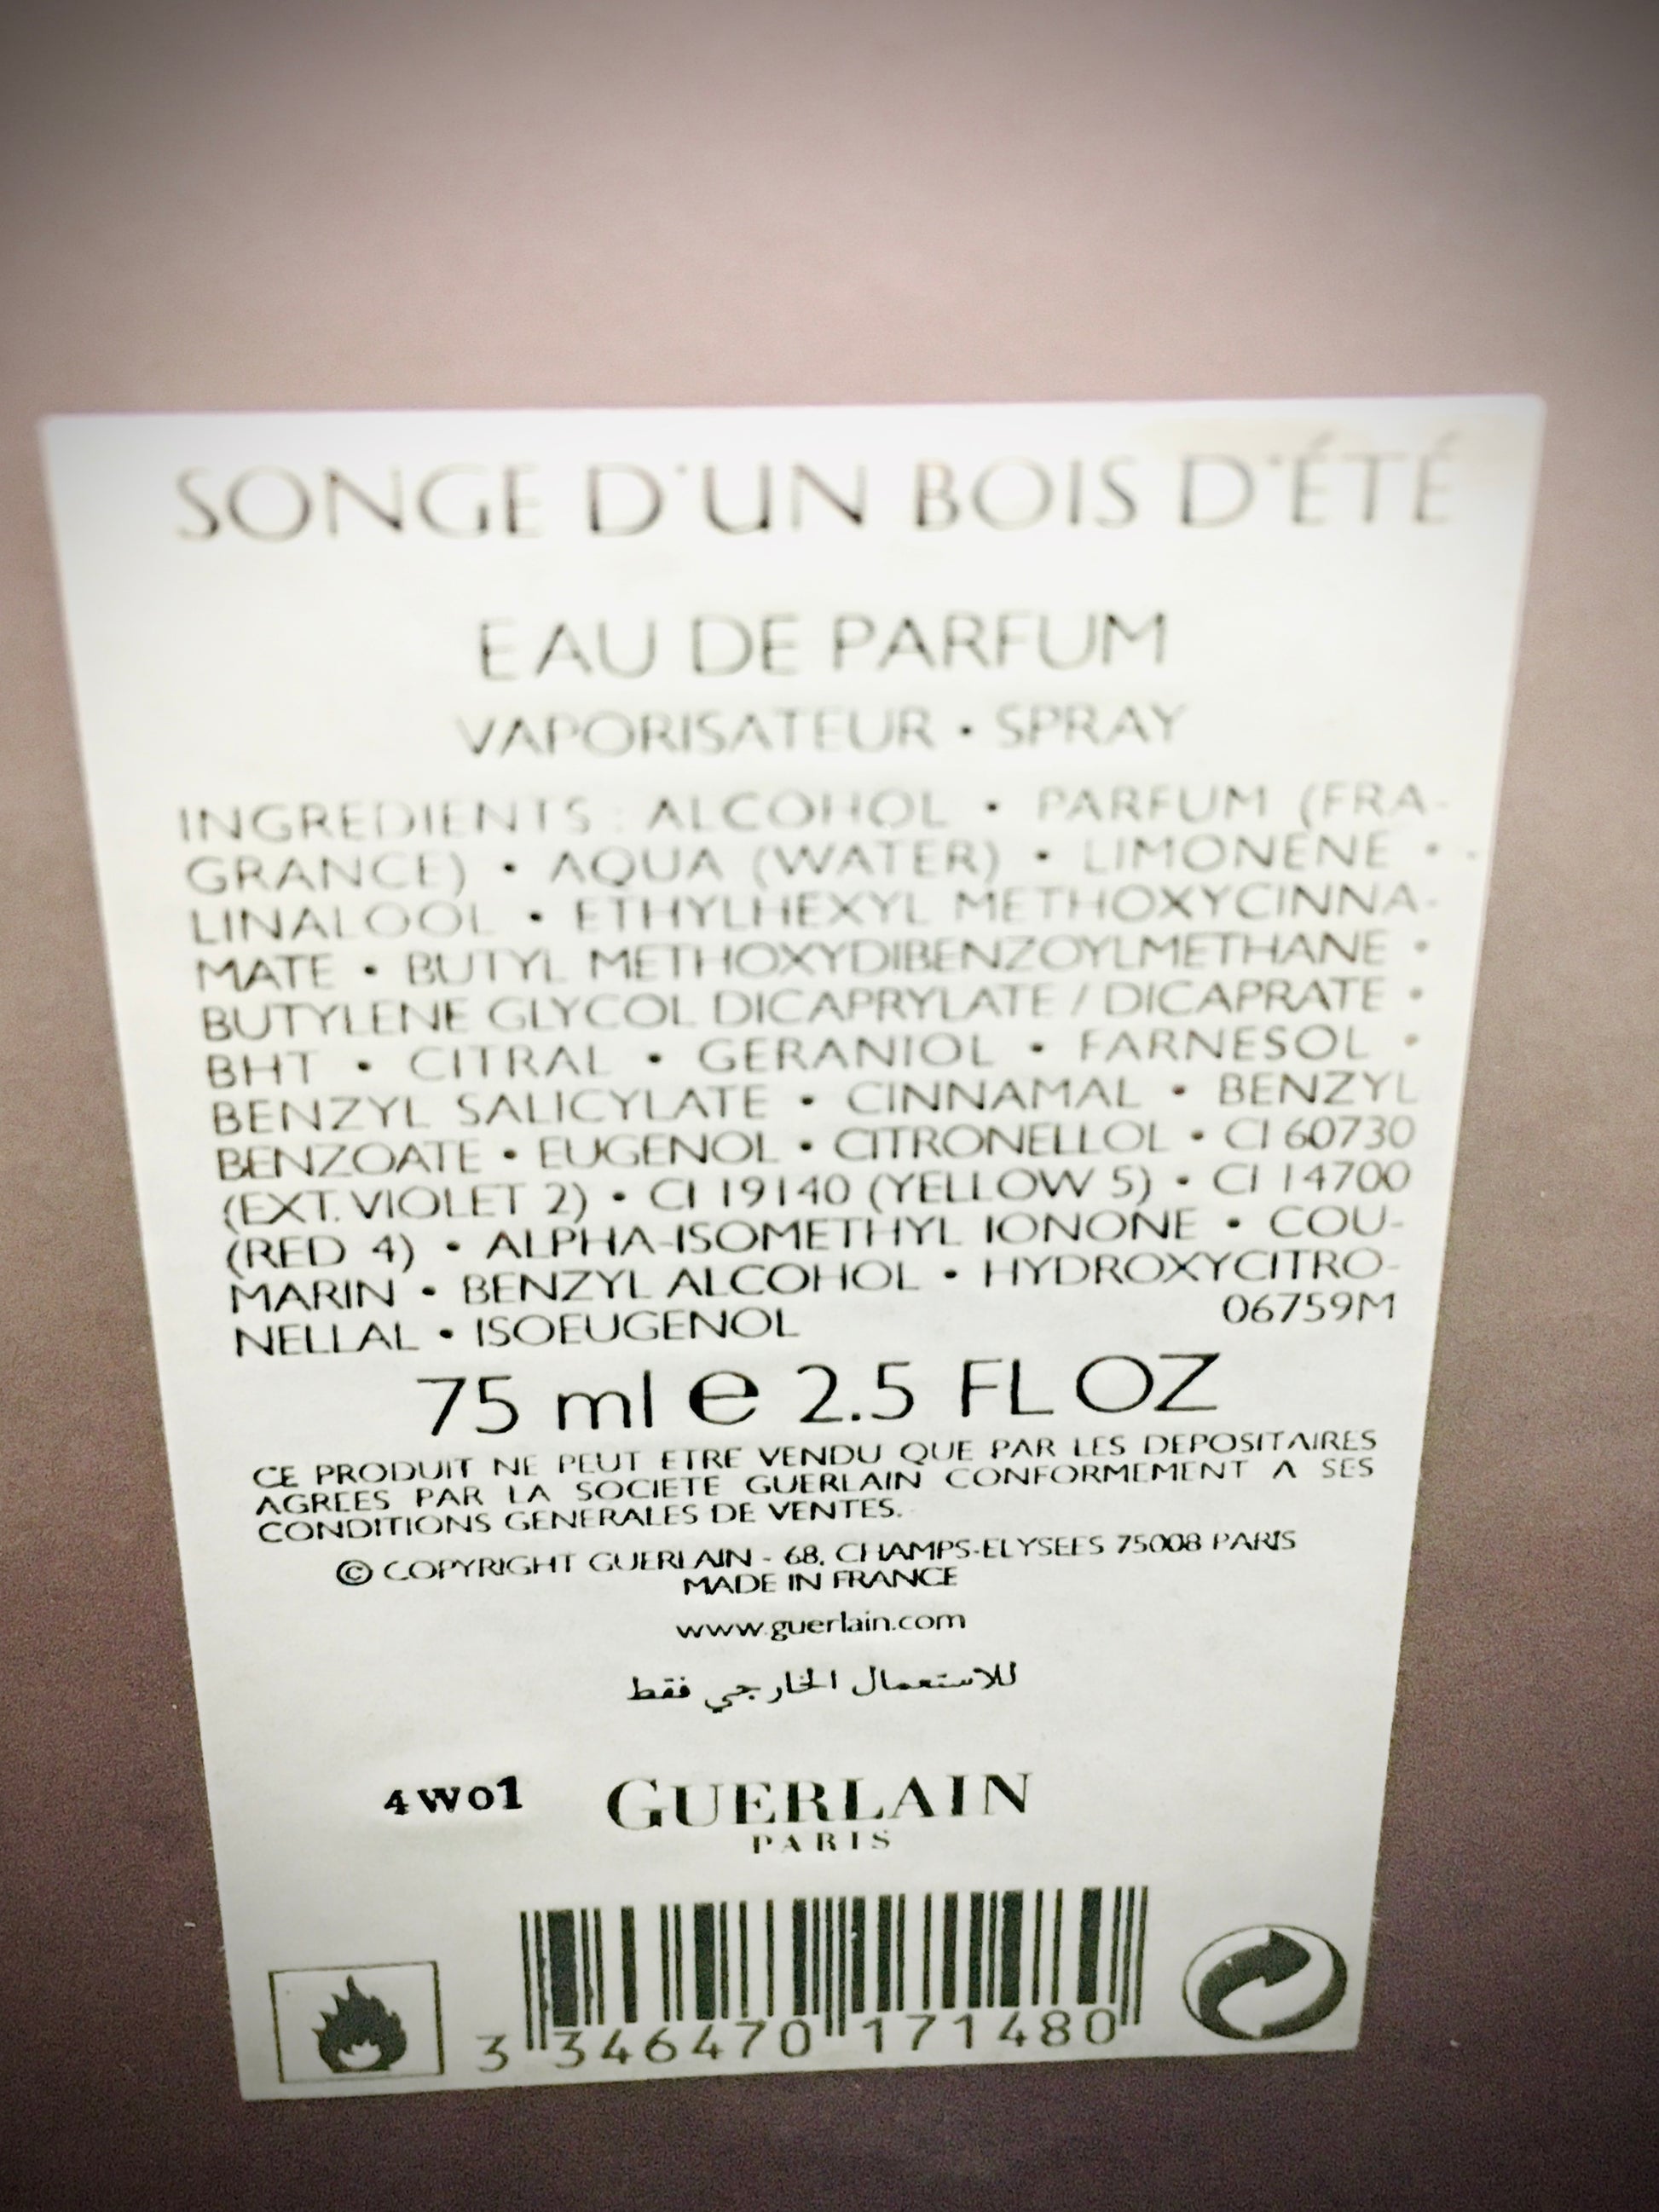 SONGE D'UN BOIS D'ÉTÉ
EAU DE PARFUM
VAPORISATEUR • SPRAY
INGREDIENTS : ALCOHOL • PARFUM (FRA-
GRANCE) • AQUA (WATER) • LIMONENE •
LINALOOL • ETHYLHEXYL METHOXYCINNA-
MATE • BUTYL METHOXYDIBENZOYLMETHANE •
BUTYLENE GLYCOL DICAPRYLATE / DICAPRATE •
BHT • CITRAL • GERANIOL • FARNESOL •
BENZYL SALICYLATE • CINNAMAL • BENZYL
BENZOATE • EUGENOL • CITRONELLOL • CI 60730
(EXT. VIOLET 2) • CI 19140 (YELLOW 5) • CI 14700
(RED 4) • ALPHA-ISOMETHYL IONONE • COU-
MARIN • BENZYL ALCOHOL • HYDROXYCITRO-
NELLAL • ISOEUGENOL 06759M
75 ml e 2.5 FL OZ
CE PRODUIT NE PEUT ETRE VENDU QUE PAR LES DEPOSITAIRES
AGREES PAR LA SOCIETE GUERLAIN CONFORMEMENT A SES
CONDITIONS GENERALES DE VENTES.
© COPYRIGHT GUERLAIN - 68, CHAMPS-ELYSEES 75008 PARIS
MADE IN FRANCE
www.guerlain.com
للاستعمال الخارجي فقط
4W01 GUERLAIN
PARIS
3 346470 171480